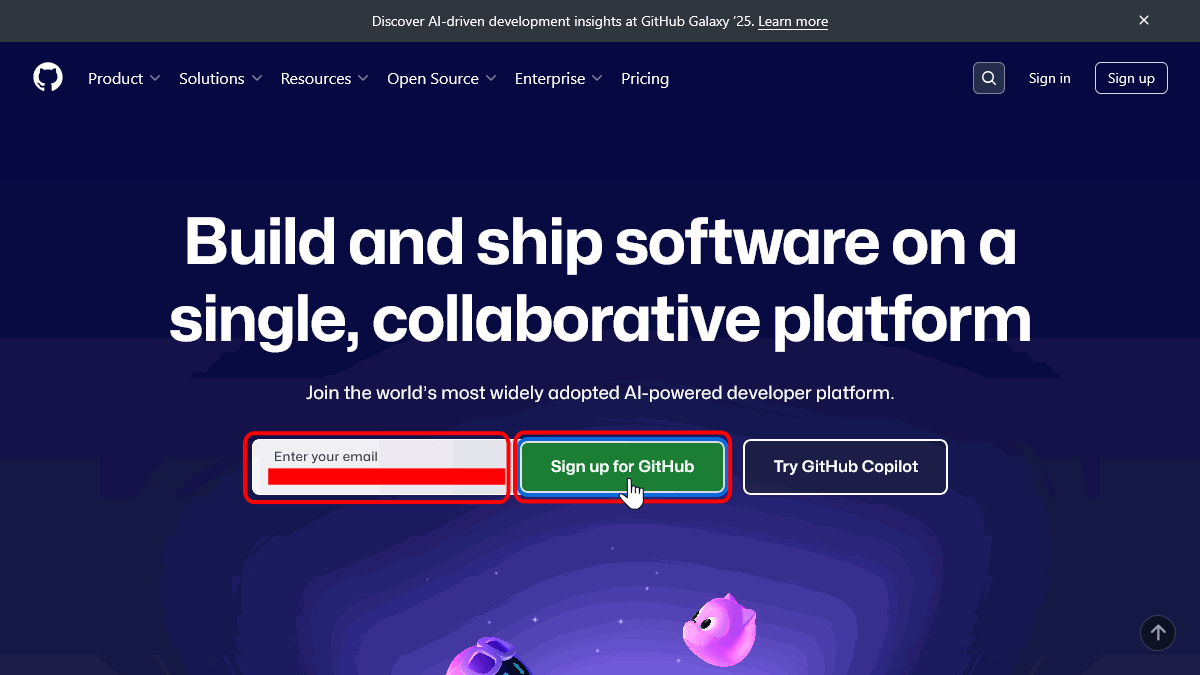 Discover AI-driven development insights at GitHub Galaxy ’25. Learn more
Product Solutions Resources Open Source Enterprise Pricing Sign in Sign up
Build and ship software on a
single, collaborative platform
Join the world’s most widely adopted AI-powered developer platform.
Enter your email
Sign up for GitHub
Try GitHub Copilot